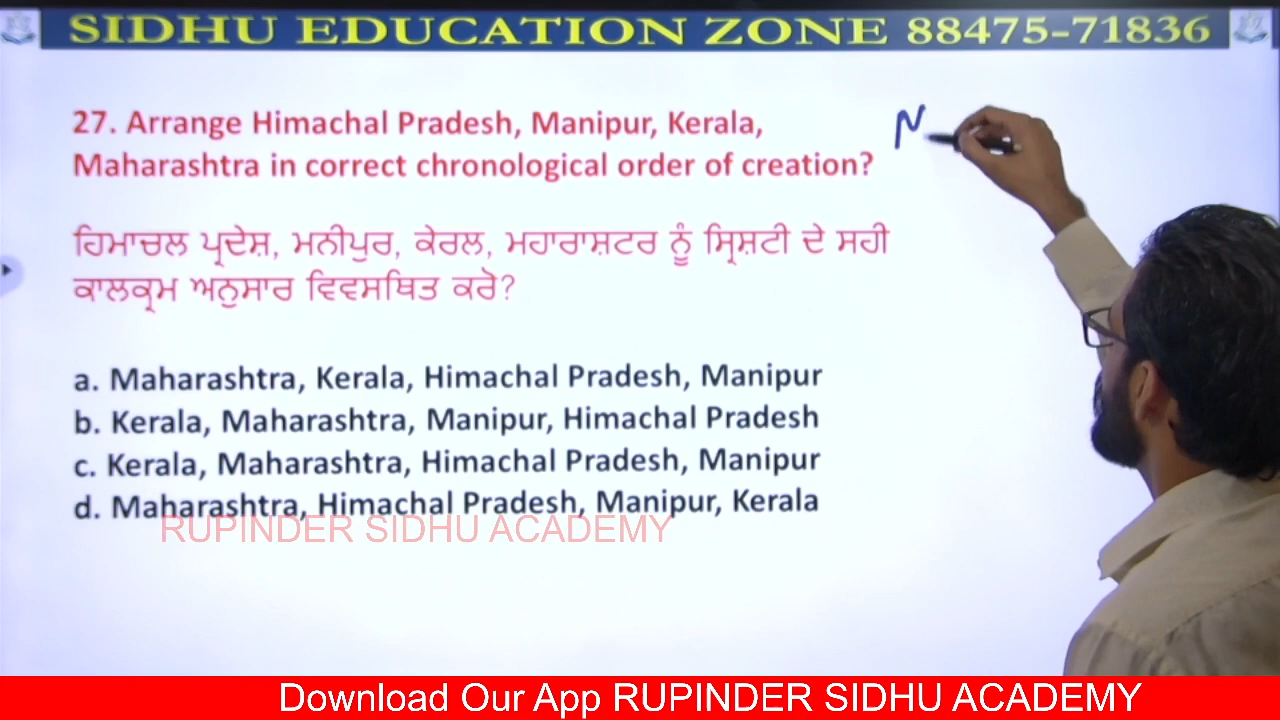 SIDHU EDUCATION ZONE 88475-71836
27. Arrange Himachal Pradesh, Manipur, Kerala,
Maharashtra in correct chronological order of creation?
ਹਿਮਾਚਲ ਪ੍ਰਦੇਸ਼, ਮਨੀਪੁਰ, ਕੇਰਲ, ਮਹਾਰਾਸ਼ਟਰ ਨੂੰ ਸ੍ਰਿਸ਼ਟੀ ਦੇ ਸਹੀ
ਕਾਲਕ੍ਰਮ ਅਨੁਸਾਰ ਵਿਵਸਥਿਤ ਕਰੋ?
a. Maharashtra, Kerala, Himachal Pradesh, Manipur
b. Kerala, Maharashtra, Manipur, Himachal Pradesh
c. Kerala, Maharashtra, Himachal Pradesh, Manipur
d. Maharashtra, Himachal Pradesh, Manipur, Kerala
RUPINDER SIDHU ACADEMY
Download Our App RUPINDER SIDHU ACADEMY